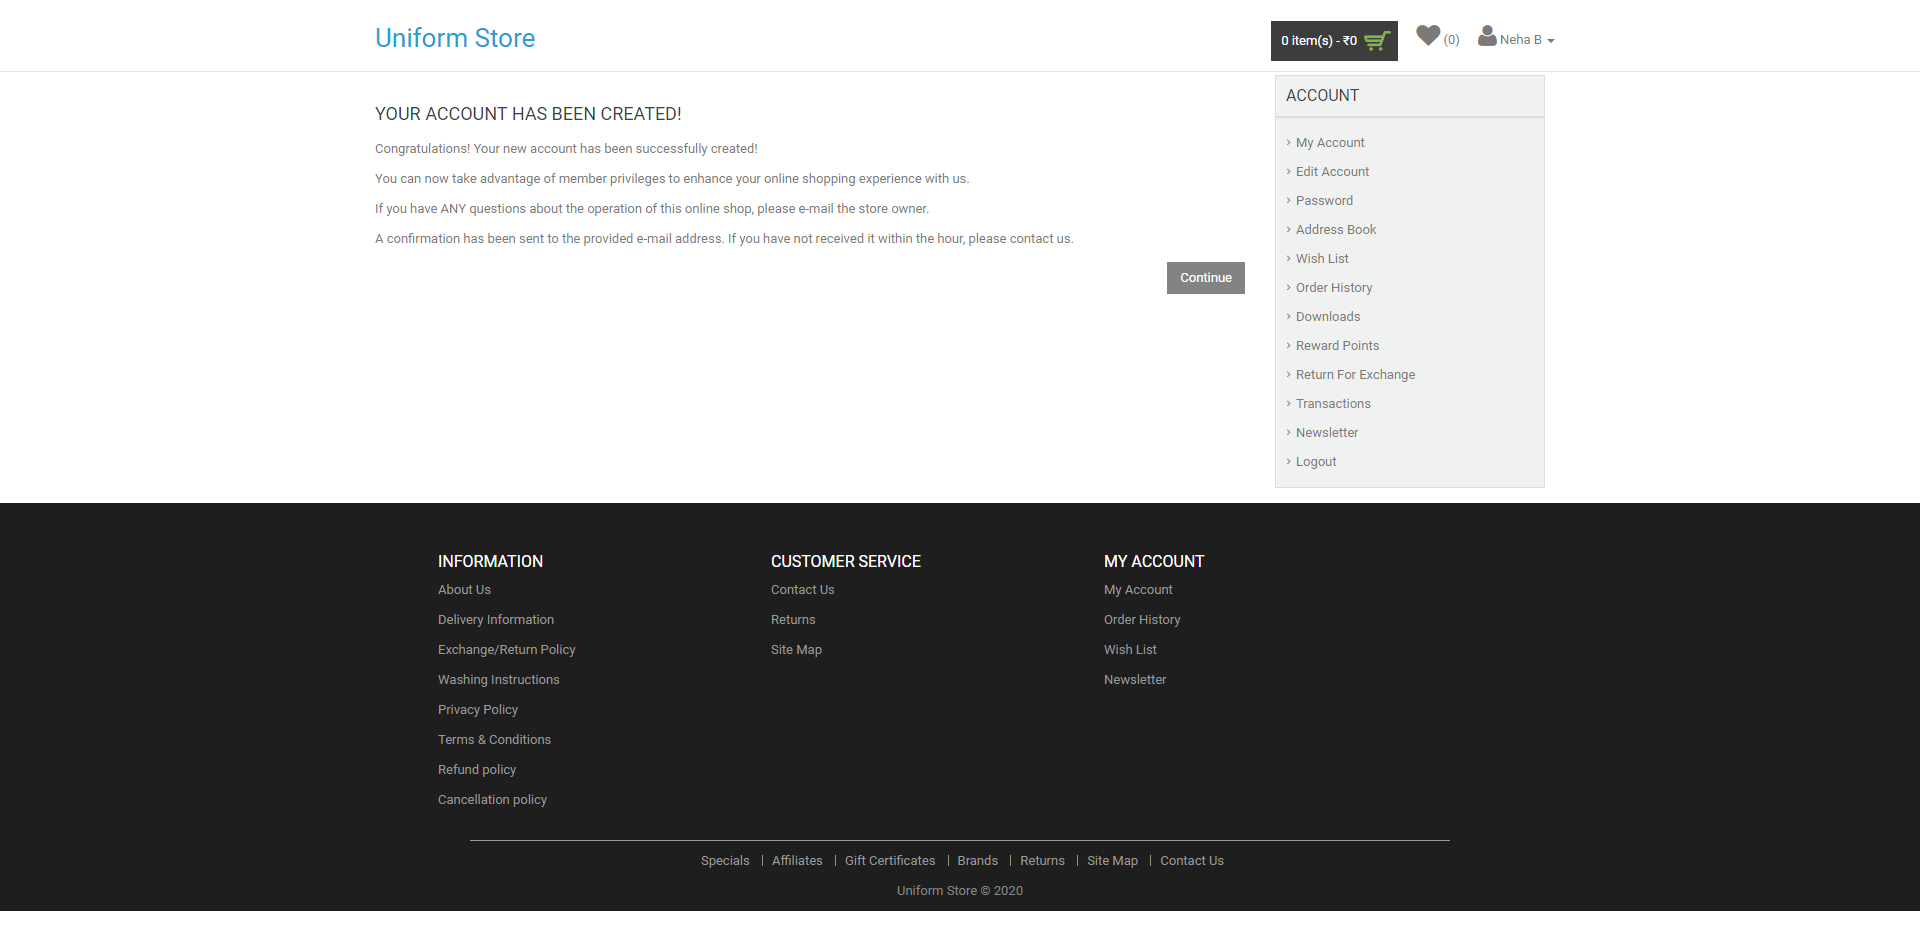 Uniform Store
0 item(s) - ₹0
(0)
Neha B
YOUR ACCOUNT HAS BEEN CREATED!
Congratulations! Your new account has been successfully created!
You can now take advantage of member privileges to enhance your online shopping experience with us.
If you have ANY questions about the operation of this online shop, please e-mail the store owner.
A confirmation has been sent to the provided e-mail address. If you have not received it within the hour, please contact us.
Continue
ACCOUNT
My Account
Edit Account
Password
Address Book
Wish List
Order History
Downloads
Reward Points
Return For Exchange
Transactions
Newsletter
Logout
INFORMATION
About Us
Delivery Information
Exchange/Return Policy
Washing Instructions
Privacy Policy
Terms & Conditions
Refund policy
Cancellation policy
CUSTOMER SERVICE
Contact Us
Returns
Site Map
MY ACCOUNT
My Account
Order History
Wish List
Newsletter
Specials | Affiliates | Gift Certificates | Brands | Returns | Site Map | Contact Us
Uniform Store © 2020